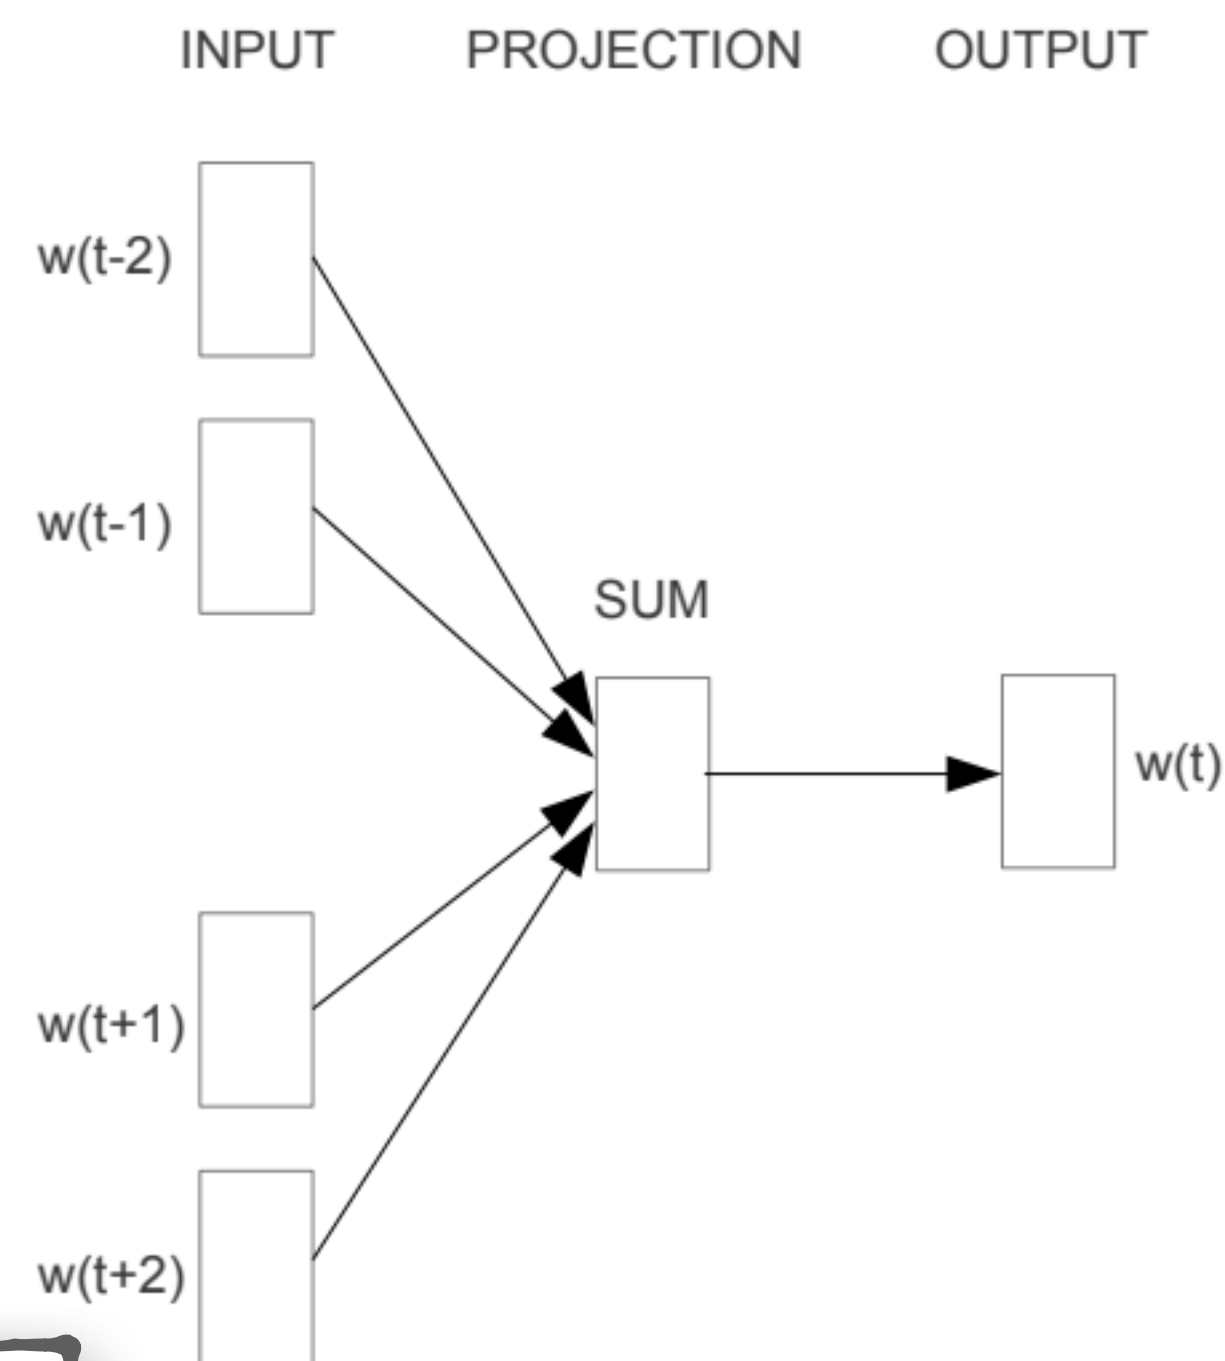 INPUT PROJECTION OUTPUT
w(t-2)
w(t-1)
SUM
w(t)
w(t+1)
w(t+2)